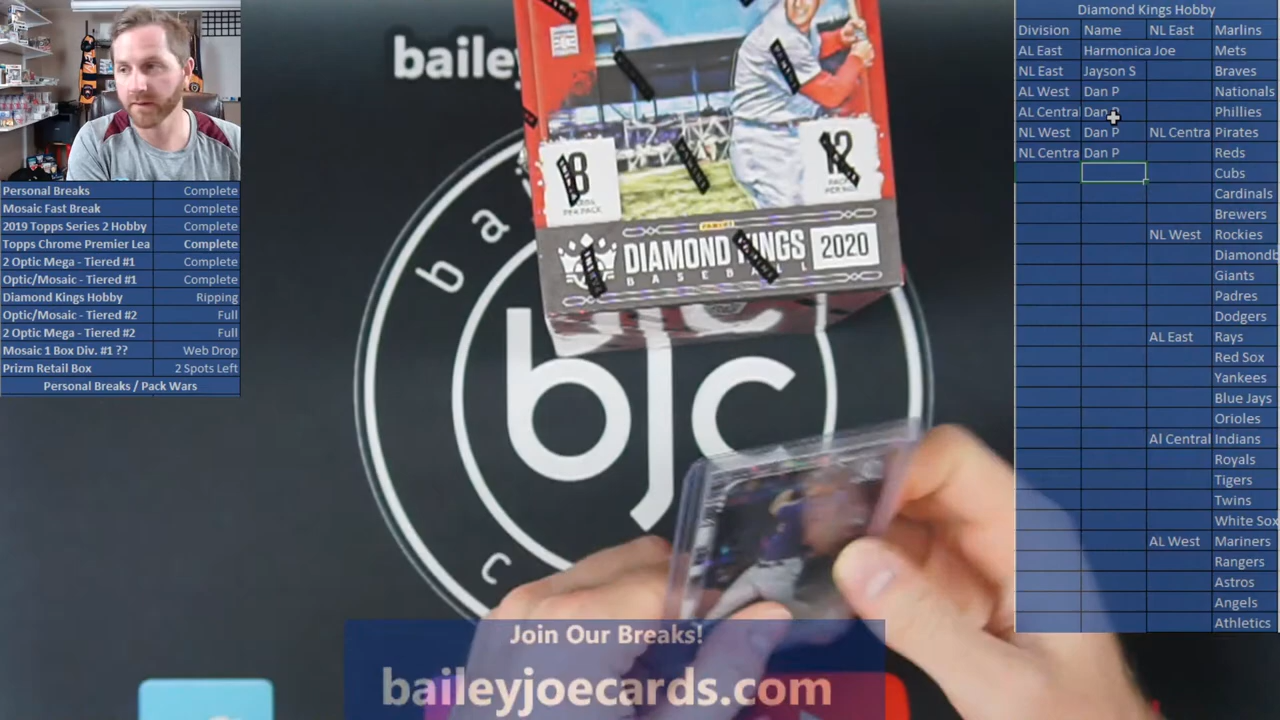 Personal Breaks Complete
Mosaic Fast Break Complete
2019 Topps Series 2 Hobby Complete
Topps Chrome Premier Lea Complete
2 Optic Mega - Tiered #1 Complete
Optic/Mosaic - Tiered #1 Complete
Diamond Kings Hobby Ripping
Optic/Mosaic - Tiered #2 Full
2 Optic Mega - Tiered #2 Full
Mosaic 1 Box Div. #1 ?? Web Drop
Prizm Retail Box 2 Spots Left
Personal Breaks / Pack Wars
bailey
18
12
PANINI
DIAMOND KINGS 2020
BASEBALL
b a
bjc
c
Join Our Breaks!
baileyjoecards.com
Diamond Kings Hobby
Division Name NL East Marlins
AL East Harmonica Joe Mets
NL East Jayson S Braves
AL West Dan P Nationals
AL Central Dan P Phillies
NL West Dan P NL Centra Pirates
NL Centra Dan P Reds
Cubs
Cardinals
Brewers
NL West Rockies
Diamondb
Giants
Padres
Dodgers
AL East Rays
Red Sox
Yankees
Blue Jays
Orioles
Al Central Indians
Royals
Tigers
Twins
White Sox
AL West Mariners
Rangers
Astros
Angels
Athletics